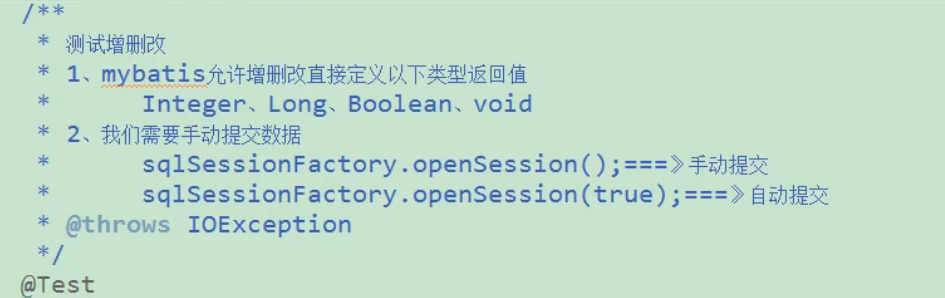 /**
* 测试增删改
* 1、mybatis允许增删改直接定义以下类型返回值
* Integer、Long、Boolean、void
* 2、我们需要手动提交数据
* sqlSessionFactory.openSession();===》手动提交
* sqlSessionFactory.openSession(true);===》自动提交
* @throws IOException
*/
@Test